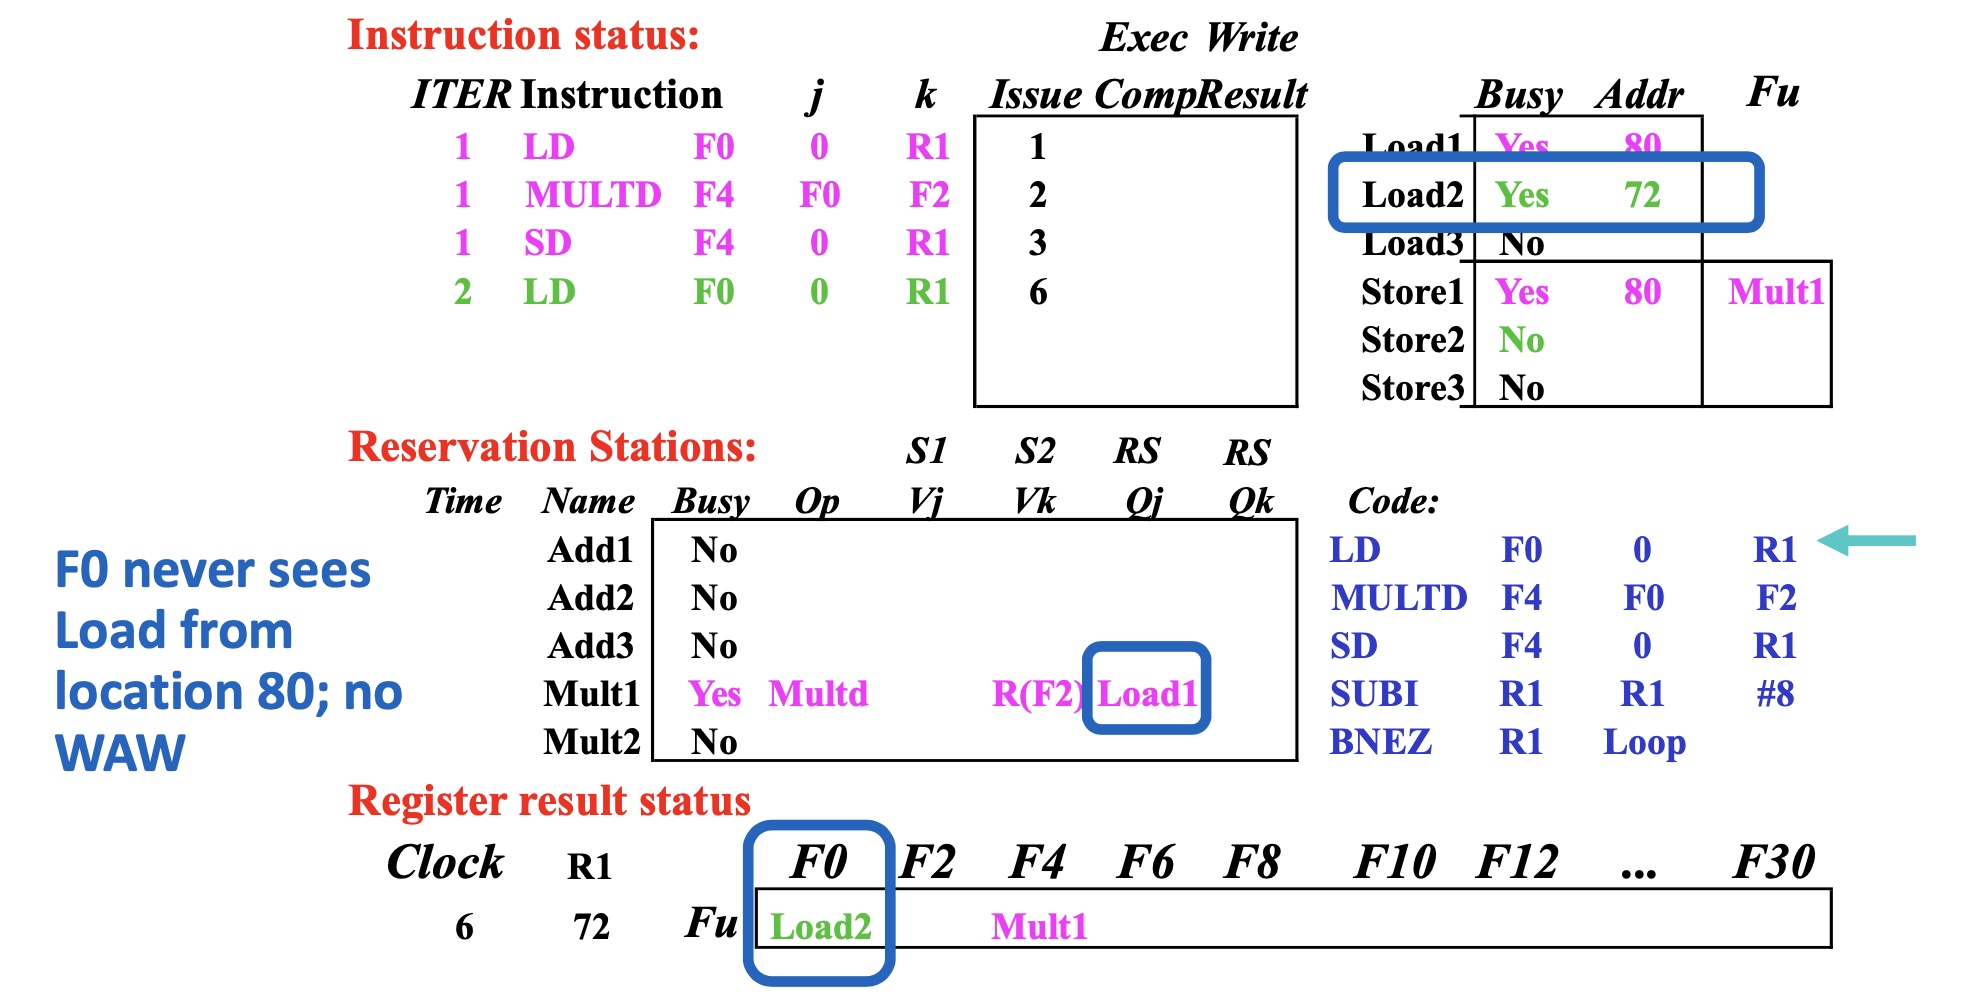 Instruction status:
Exec Write
ITER Instruction j k Issue CompResult
Busy Addr Fu
1 LD F0 0 R1 1
Load1 Yes 80
1 MULTD F4 F0 F2 2
Load2 Yes 72
1 SD F4 0 R1 3
Load3 No
2 LD F0 0 R1 6
Store1 Yes 80 Mult1
Store2 No
Store3 No
Reservation Stations:
S1 S2 RS RS
Time Name Busy Op Vj Vk Qj Qk
Code:
Add1 No
LD F0 0 R1
Add2 No
MULTD F4 F0 F2
Add3 No
SD F4 0 R1
Mult1 Yes Multd R(F2) Load1
SUBI R1 R1 #8
Mult2 No
BNEZ R1 Loop
F0 never sees
Load from
location 80; no
WAW
Register result status
Clock R1 F0 F2 F4 F6 F8 F10 F12 ... F30
6 72 Fu Load2 Mult1